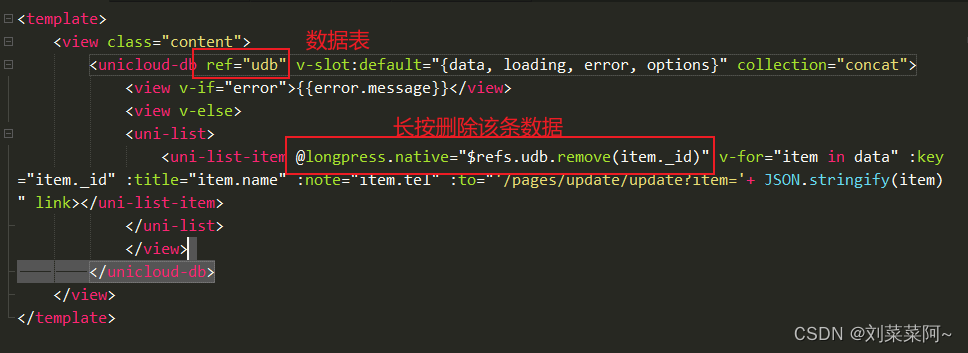 <template>
<view class="content">
数据表
<unicloud-db ref="udb" v-slot:default="{data, loading, error, options}" collection="concat">
<view v-if="error">{{error.message}}</view>
<view v-else>
长按删除该条数据
<uni-list>
<uni-list-item @longpress.native="$refs.udb.remove(item._id)" v-for="item in data" :key
="item._id" :title="item.name" :note="item.tel" :to="'/pages/update/update?item='+ JSON.stringify(item)
" link></uni-list-item>
</uni-list>
</view>
</unicloud-db>
</view>
</template>
CSDN @刘菜菜阿~